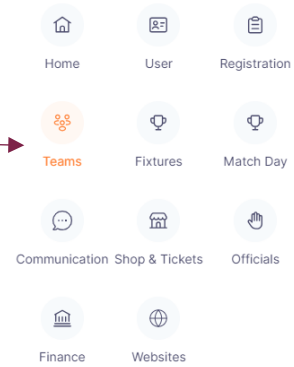 Home User Registration
Teams Fixtures Match Day
Communication Shop & Tickets Officials
Finance Websites